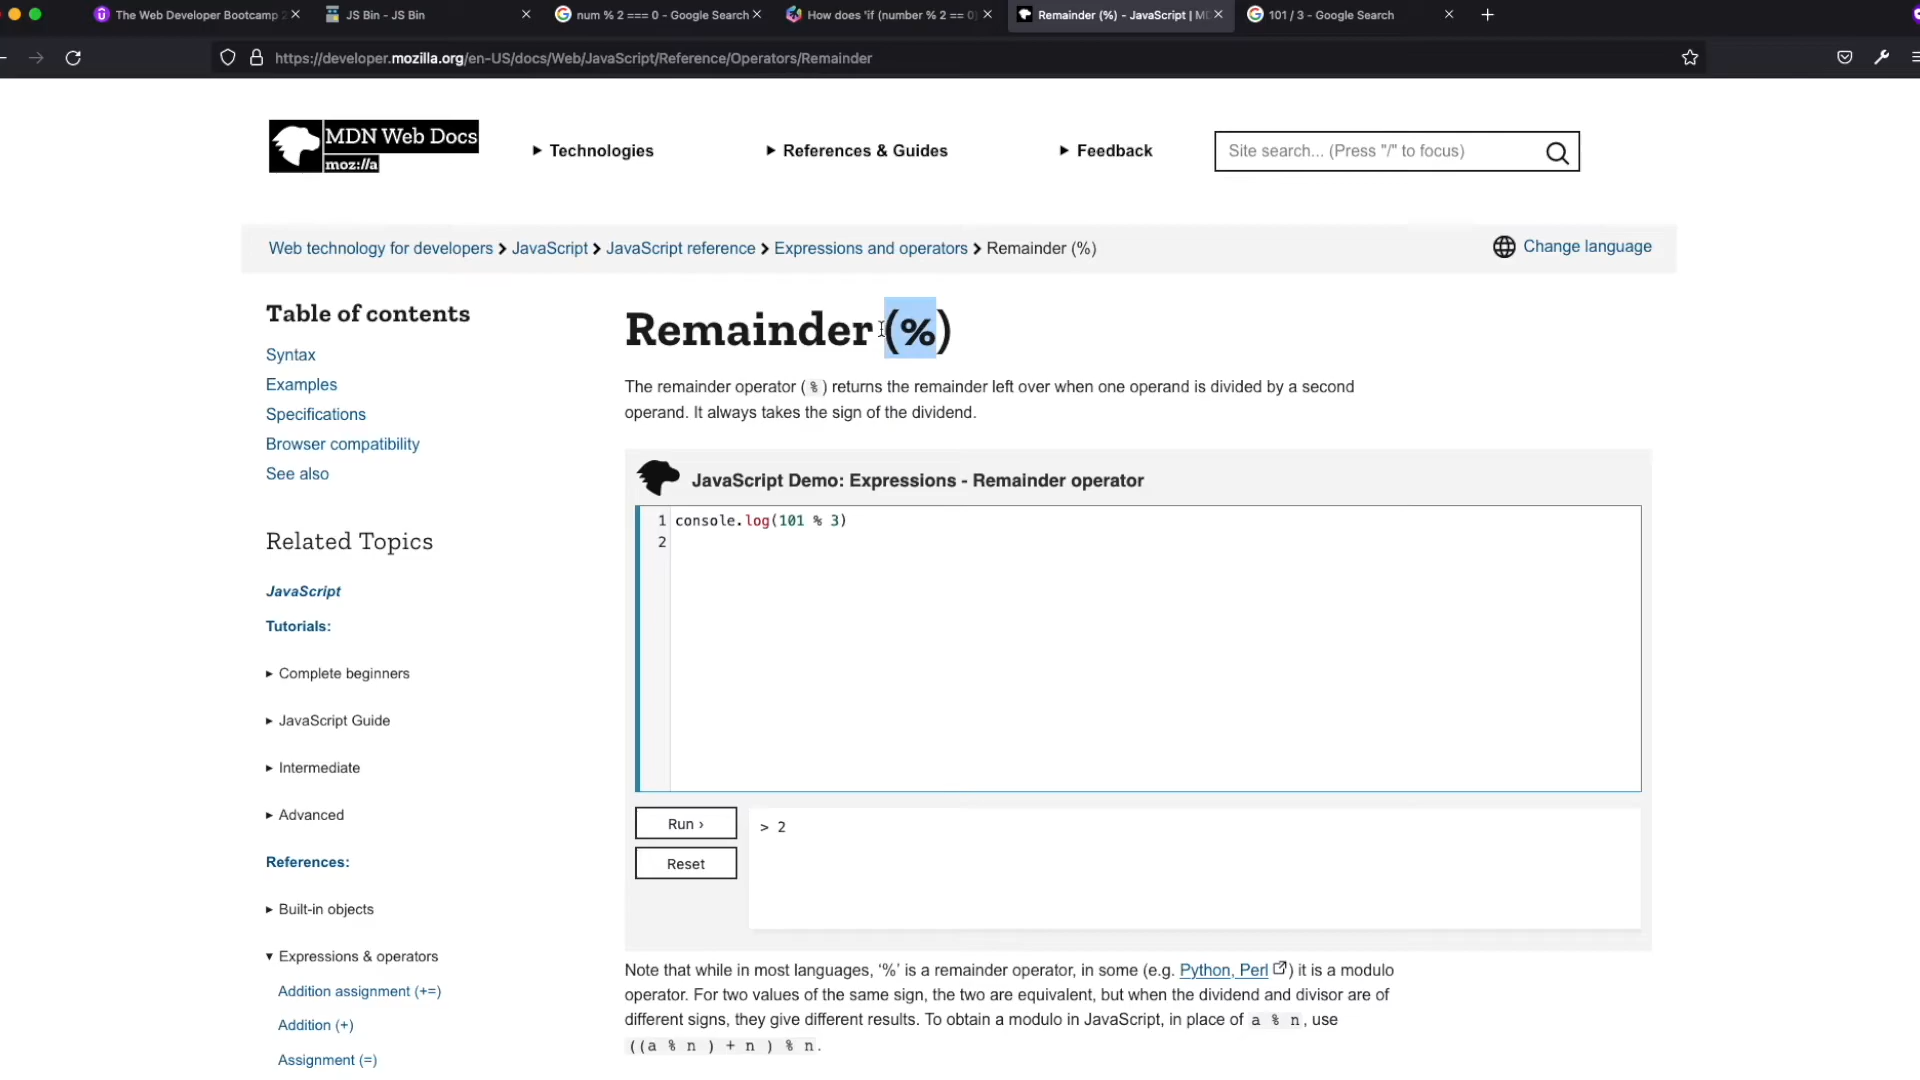 The Web Developer Bootcamp 2
JS Bin - JS Bin
num % 2 === 0 - Google Search
How does 'if (number % 2 == 0)
Remainder (%) - JavaScript | M
101 / 3 - Google Search
https://developer.mozilla.org/en-US/docs/Web/JavaScript/Reference/Operators/Remainder
MDN Web Docs
moz://a
Technologies
References & Guides
Feedback
Site search... (Press "/" to focus)
Web technology for developers > JavaScript > JavaScript reference > Expressions and operators > Remainder (%)
Change language
Table of contents
Syntax
Examples
Specifications
Browser compatibility
See also
Related Topics
JavaScript
Tutorials:
Complete beginners
JavaScript Guide
Intermediate
Advanced
References:
Built-in objects
Expressions & operators
Addition assignment (+=)
Addition (+)
Assignment (=)
Remainder (%)
The remainder operator (%) returns the remainder left over when one operand is divided by a second
operand. It always takes the sign of the dividend.
JavaScript Demo: Expressions - Remainder operator
1 console.log(101 % 3)
2
Run ›
Reset
> 2
Note that while in most languages, ‘%’ is a remainder operator, in some (e.g. Python, Perl) it is a modulo
operator. For two values of the same sign, the two are equivalent, but when the dividend and divisor are of
different signs, they give different results. To obtain a modulo in JavaScript, in place of a % n, use
((a % n ) + n ) % n.